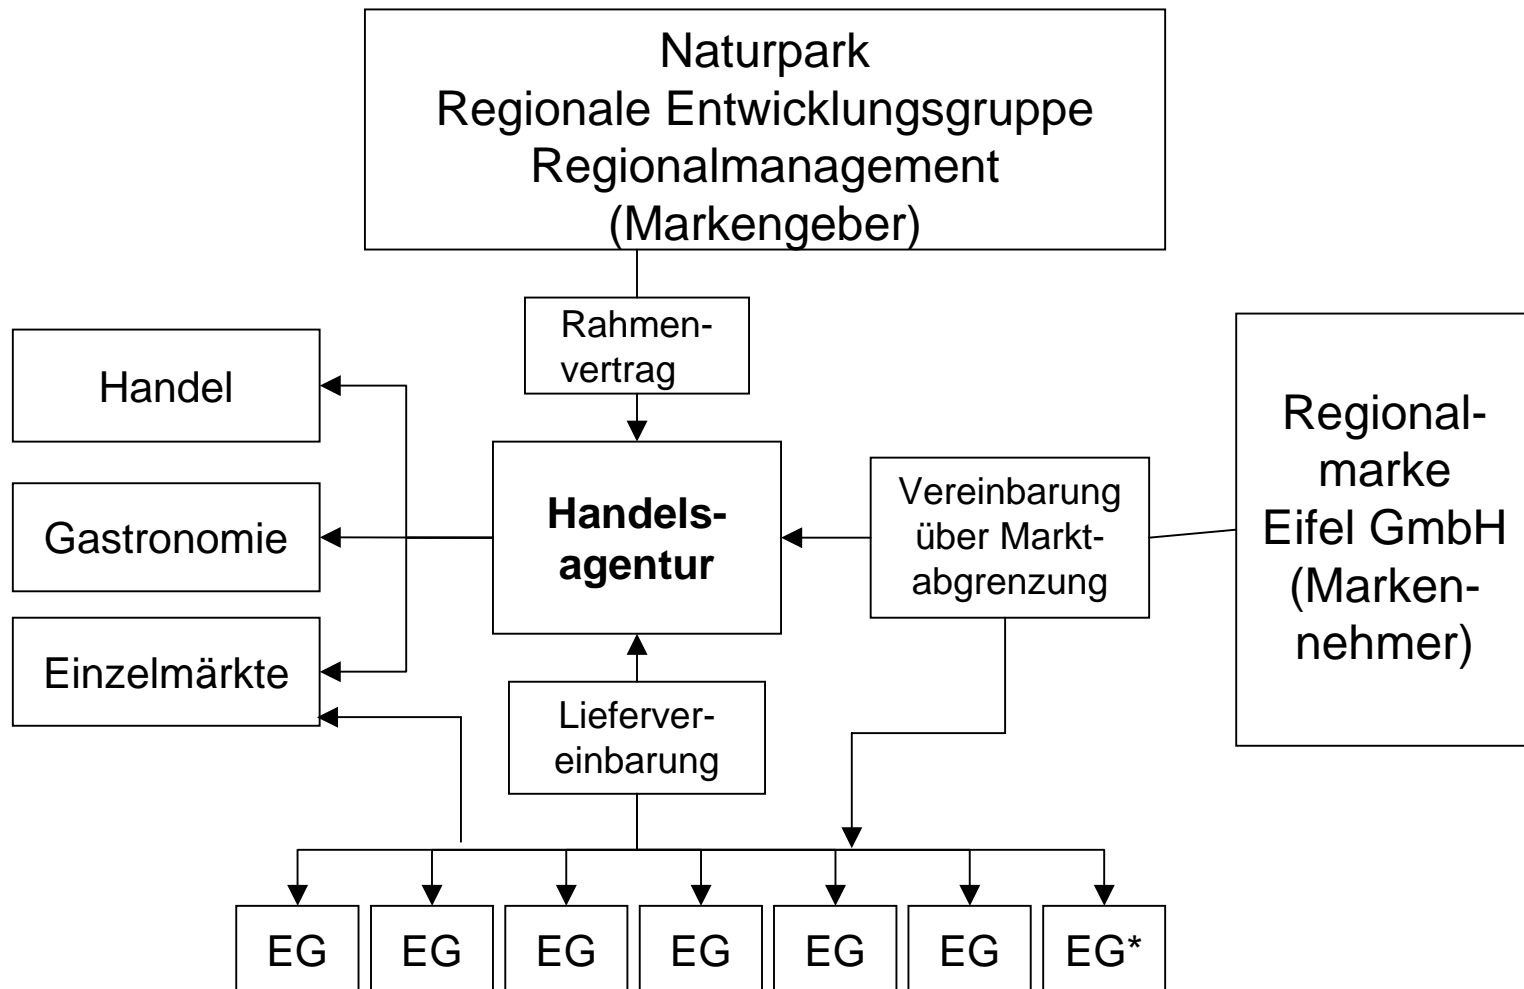 Naturpark
Regionale Entwicklungsgruppe
Regionalmanagement
(Markengeber)
Rahmen-
vertrag
Handel
Gastronomie
Einzelmärkte
Handels-
agentur
Vereinbarung
über Markt-
abgrenzung
Regional-
marke
Eifel GmbH
(Marken-
nehmer)
Lieferver-
einbarung
EG EG EG EG EG EG EG*